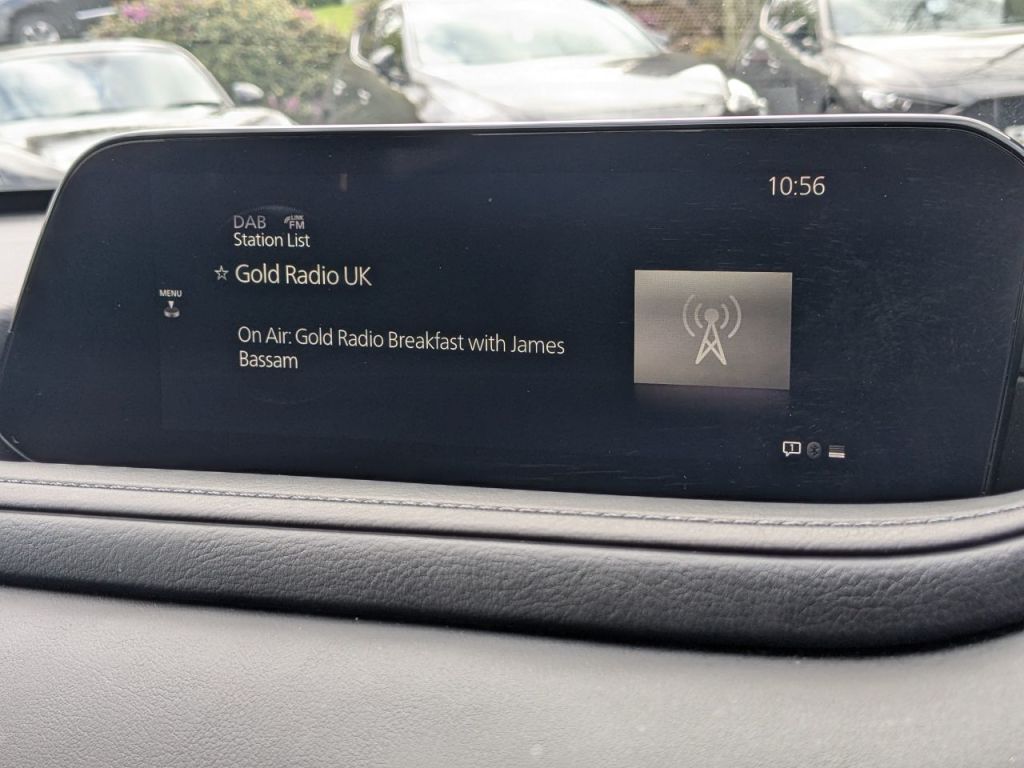 10:56
DAB LINK FM
Station List
☆ Gold Radio UK
MENU
On Air: Gold Radio Breakfast with James
Bassam
1